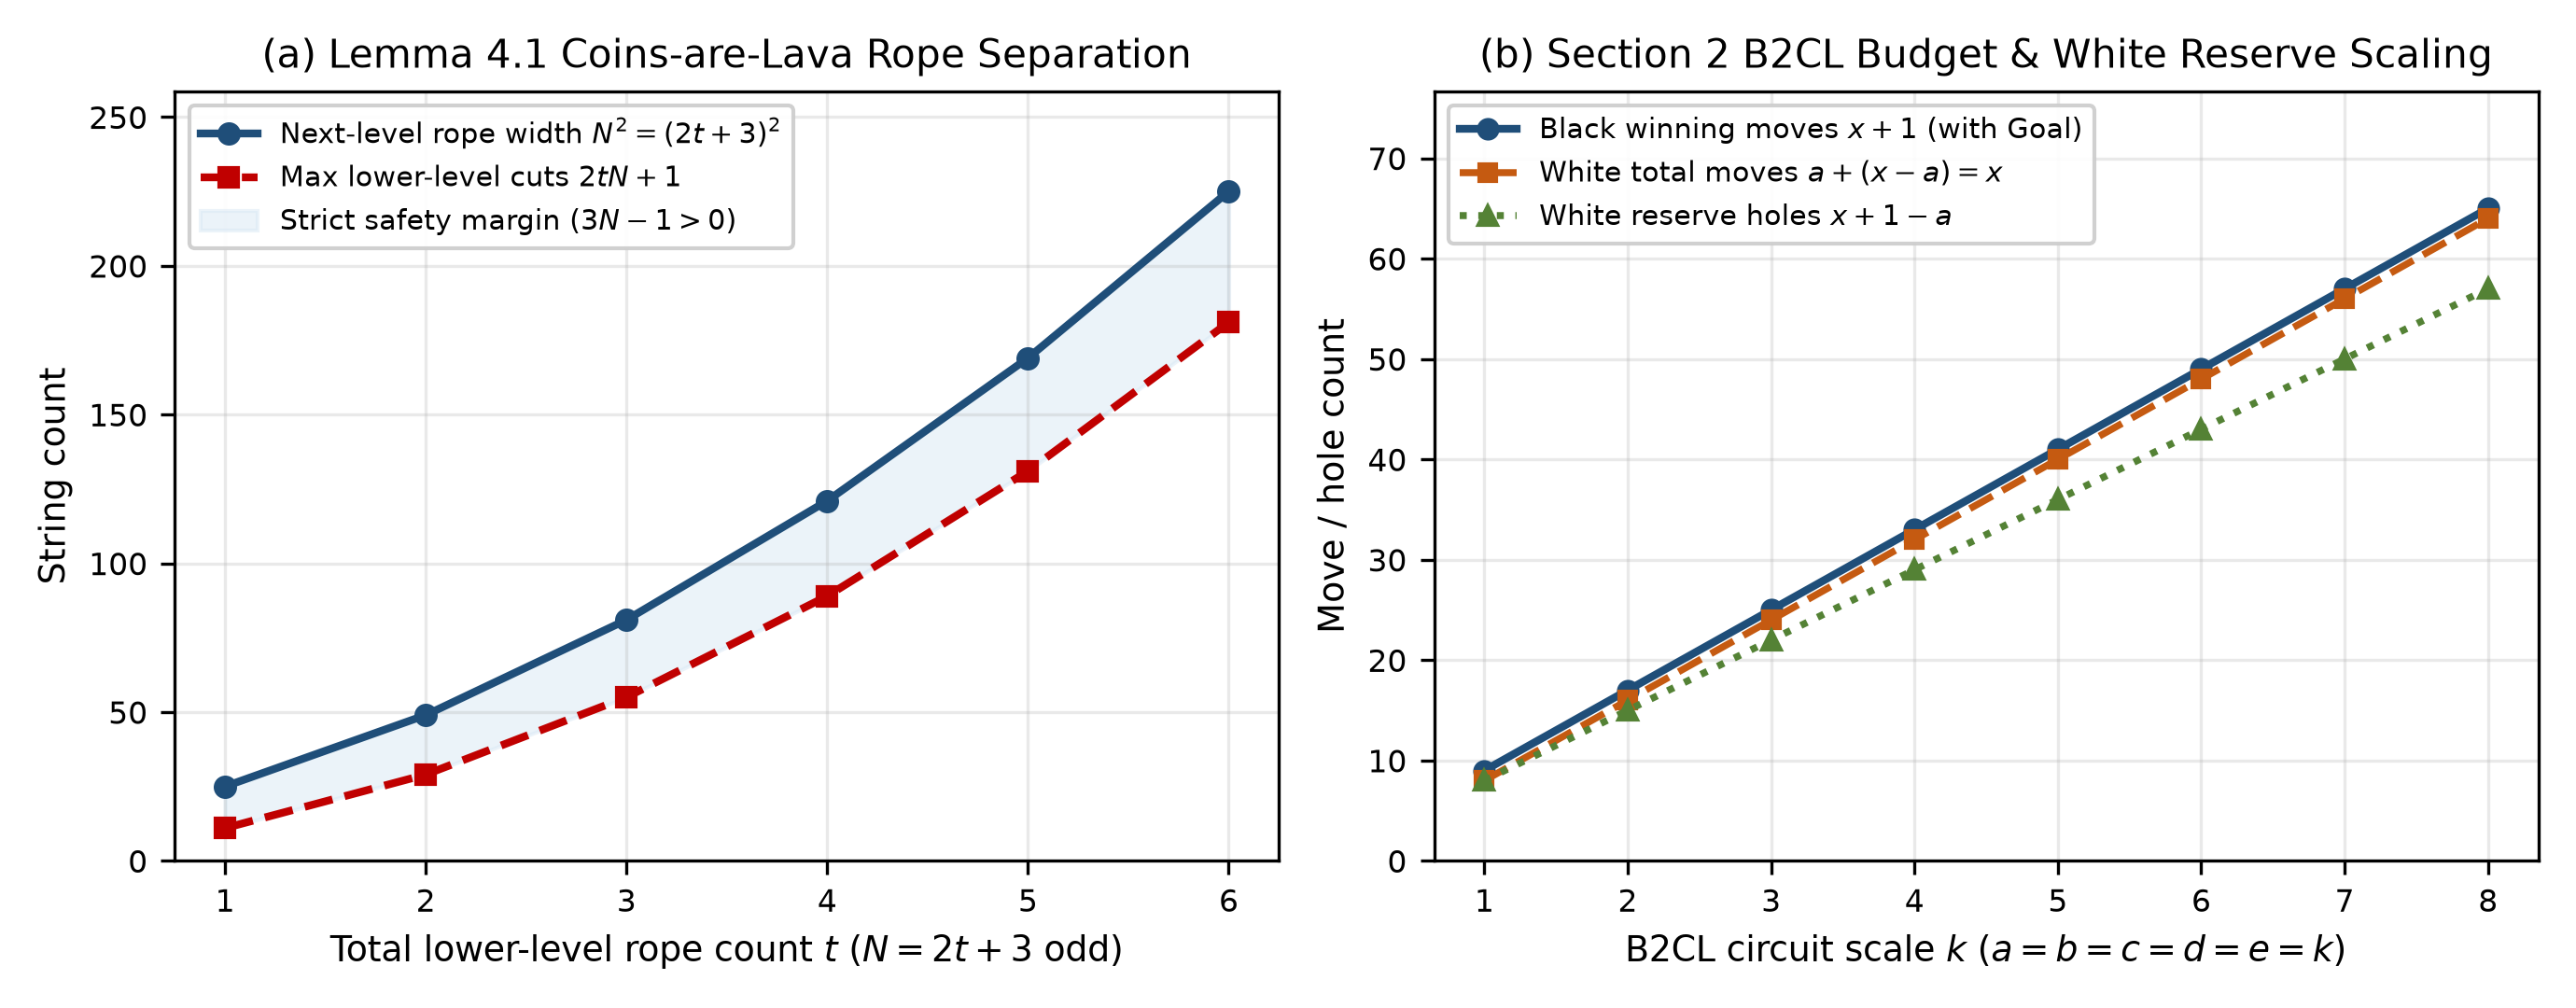 (a) Lemma 4.1 Coins-are-Lava Rope Separation
Next-level rope width N² = (2t + 3)²
Max lower-level cuts 2tN + 1
Strict safety margin (3N − 1 > 0)
String count
250
200
150
100
50
0
1 2 3 4 5 6
Total lower-level rope count t (N = 2t + 3 odd)
(b) Section 2 B2CL Budget & White Reserve Scaling
Black winning moves x + 1 (with Goal)
White total moves a + (x − a) = x
White reserve holes x + 1 − a
Move / hole count
70
60
50
40
30
20
10
0
1 2 3 4 5 6 7 8
B2CL circuit scale k (a = b = c = d = e = k)